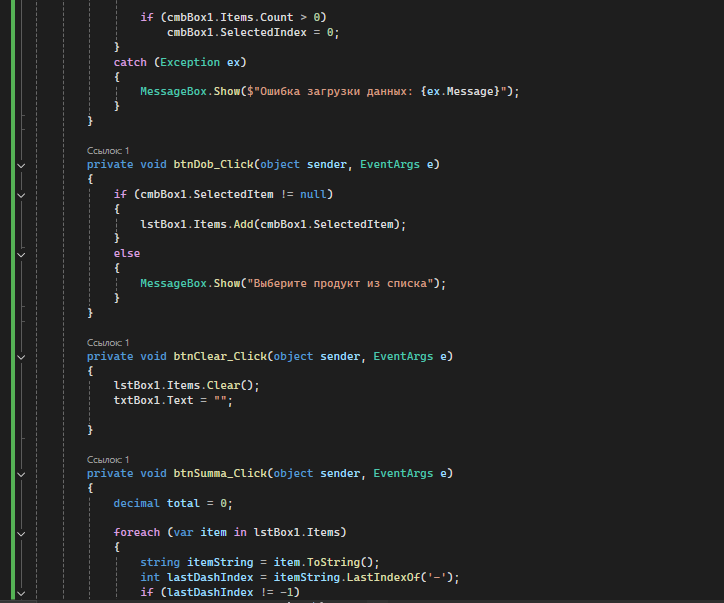 if (cmbBox1.Items.Count > 0)
cmbBox1.SelectedIndex = 0;
}
catch (Exception ex)
{
MessageBox.Show($"Ошибка загрузки данных: {ex.Message}");
}
}
Ссылок: 1
private void btnDob_Click(object sender, EventArgs e)
{
if (cmbBox1.SelectedItem != null)
{
lstBox1.Items.Add(cmbBox1.SelectedItem);
}
else
{
MessageBox.Show("Выберите продукт из списка");
}
}
Ссылок: 1
private void btnClear_Click(object sender, EventArgs e)
{
lstBox1.Items.Clear();
txtBox1.Text = "";
}
Ссылок: 1
private void btnSumma_Click(object sender, EventArgs e)
{
decimal total = 0;
foreach (var item in lstBox1.Items)
{
string itemString = item.ToString();
int lastDashIndex = itemString.LastIndexOf('-');
if (lastDashIndex != -1)